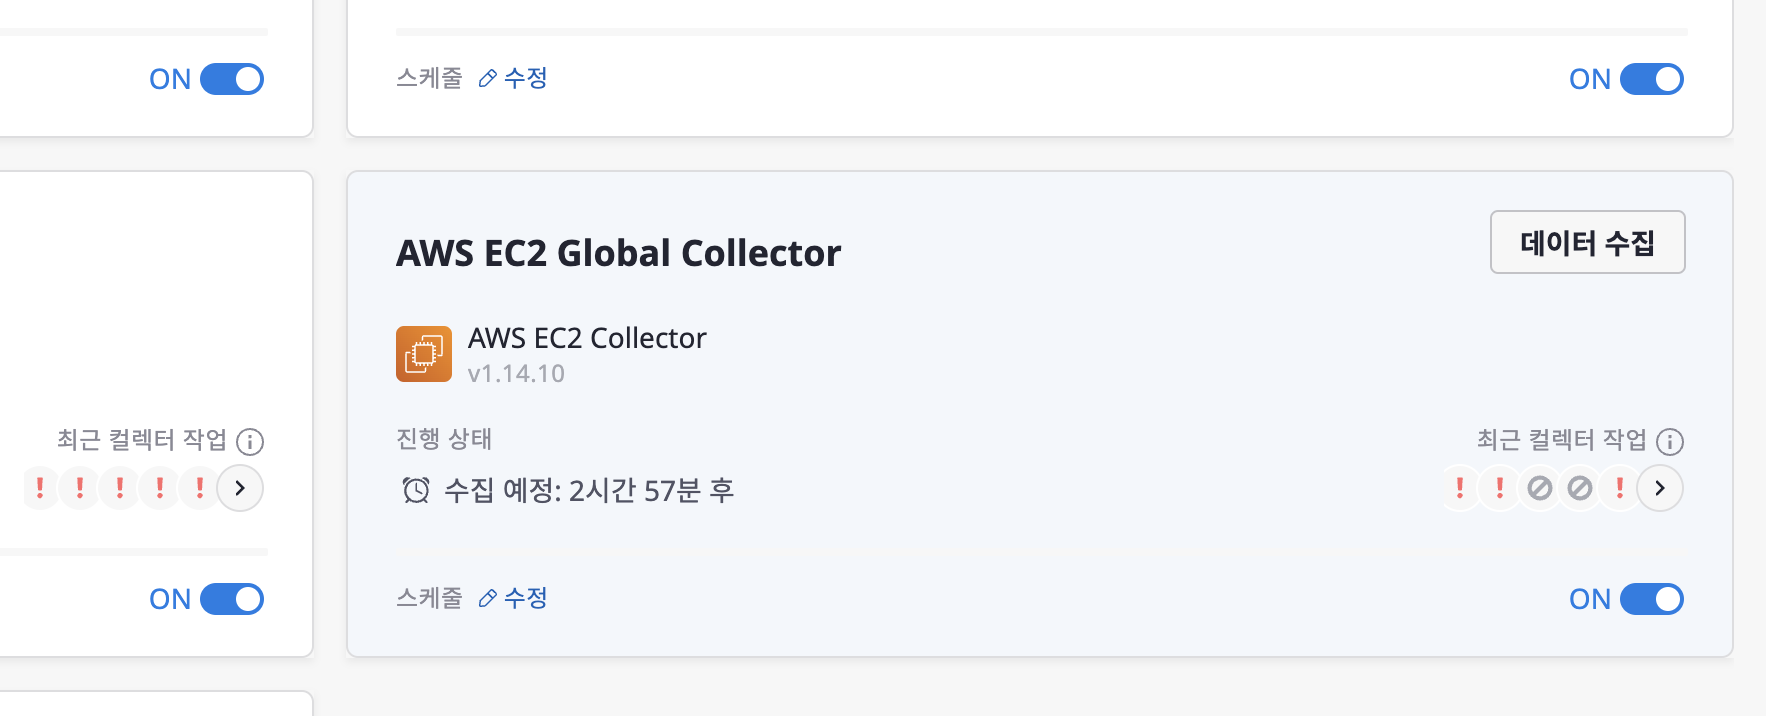 ON
스케줄 수정
ON
AWS EC2 Global Collector
데이터 수집
AWS EC2 Collector
v1.14.10
최근 컬렉터 작업
진행 상태
최근 컬렉터 작업
수집 예정: 2시간 57분 후
ON
스케줄 수정
ON